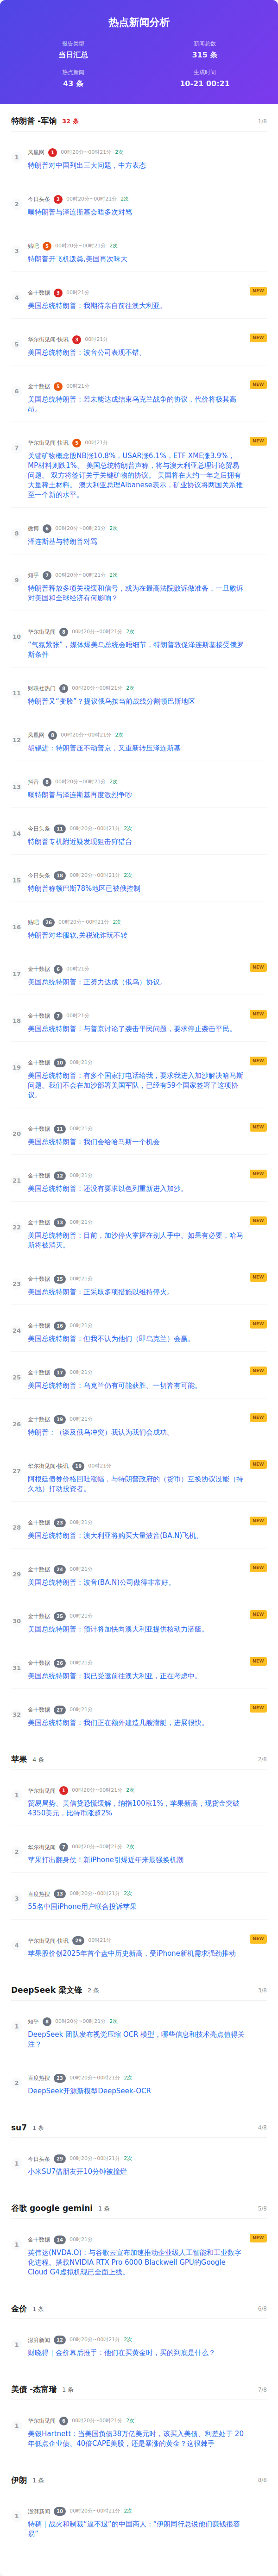 热点新闻分析
报告类型
新闻总数
当日汇总
315 条
热点新闻
生成时间
43 条
10-21 00:21
特朗普 -军饷 32 条 1/8
1 凤凰网 1 00时20分~00时21分 2次
特朗普对中国列出三大问题，中方表态
2 今日头条 2 00时20分~00时21分 2次
曝特朗普与泽连斯基会晤多次对骂
3 贴吧 5 00时20分~00时21分 2次
特朗普开飞机泼粪,美国再次味大
4 金十数据 3 00时21分 NEW
美国总统特朗普：我期待亲自前往澳大利亚。
5 华尔街见闻-快讯 3 00时21分 NEW
美国总统特朗普：波音公司表现不错。
6 金十数据 5 00时21分 NEW
美国总统特朗普：若未能达成结束乌克兰战争的协议，代价将极其高
昂。
7 华尔街见闻-快讯 5 00时21分 NEW
关键矿物概念股NB涨10.8%，USAR涨6.1%，ETF XME涨3.9%，
MP材料则跌1%。 美国总统特朗普声称，将与澳大利亚总理讨论贸易问
题。 双方将签订关于关键矿物的协议。 美国将在大约一年之后拥有
大量稀土材料。 澳大利亚总理Albanese表示，矿业协议将两国关系推
至一个新的水平。
8 微博 6 00时20分~00时21分 2次
泽连斯基与特朗普对骂
9 知乎 7 00时20分~00时21分 2次
特朗普释放多项关税缓和信号，或为在最高法院败诉做准备，一旦败诉
对美国和全球经济有何影响？
10 华尔街见闻 8 00时20分~00时21分 2次
“气氛紧张”，媒体爆美乌总统会晤细节，特朗普敦促泽连斯基接受俄罗
斯条件
11 财联社热门 8 00时20分~00时21分 2次
特朗普又“变脸”？提议俄乌按当前战线分割顿巴斯地区
12 凤凰网 8 00时20分~00时21分 2次
胡锡进：特朗普压不动普京，又重新转压泽连斯基
13 抖音 8 00时20分~00时21分 2次
曝特朗普与泽连斯基再度激烈争吵
14 今日头条 11 00时20分~00时21分 2次
特朗普专机附近疑发现狙击狩猎台
15 今日头条 18 00时20分~00时21分 2次
特朗普称顿巴斯78%地区已被俄控制
16 贴吧 26 00时20分~00时21分 2次
特朗普对华服软,关税讹诈玩不转
17 金十数据 6 00时21分 NEW
美国总统特朗普：正努力达成（俄乌）协议。
18 金十数据 7 00时21分 NEW
美国总统特朗普：与普京讨论了袭击平民问题，要求停止袭击平民。
19 金十数据 10 00时21分 NEW
美国总统特朗普：有多个国家打电话给我，要求我进入加沙解决哈马斯
问题。我们不会在加沙部署美国军队，已经有59个国家签署了这项协
议。
20 金十数据 11 00时21分 NEW
美国总统特朗普：我们会给哈马斯一个机会
21 金十数据 12 00时21分 NEW
美国总统特朗普：还没有要求以色列重新进入加沙。
22 金十数据 13 00时21分 NEW
美国总统特朗普：目前，加沙停火掌握在别人手中。如果有必要，哈马
斯将被消灭。
23 金十数据 15 00时21分 NEW
美国总统特朗普：正采取多项措施以维持停火。
24 金十数据 16 00时21分 NEW
美国总统特朗普：但我不认为他们（即乌克兰）会赢。
25 金十数据 17 00时21分 NEW
美国总统特朗普：乌克兰仍有可能获胜。一切皆有可能。
26 金十数据 19 00时21分 NEW
特朗普：（谈及俄乌冲突）我认为我们会成功。
27 华尔街见闻-快讯 19 00时21分 NEW
阿根廷债券价格回吐涨幅，与特朗普政府的（货币）互换协议没能（持
久地）打动投资者。
28 金十数据 23 00时21分 NEW
美国总统特朗普：澳大利亚将购买大量波音(BA.N)飞机。
29 金十数据 24 00时21分 NEW
美国总统特朗普：波音(BA.N)公司做得非常好。
30 金十数据 25 00时21分 NEW
美国总统特朗普：预计将加快向澳大利亚提供核动力潜艇。
31 金十数据 26 00时21分 NEW
美国总统特朗普：我已受邀前往澳大利亚，正在考虑中。
32 金十数据 27 00时21分 NEW
美国总统特朗普：我们正在额外建造几艘潜艇，进展很快。
苹果 4 条 2/8
1 华尔街见闻 1 00时20分~00时21分 2次
贸易局势、美信贷恐慌缓解，纳指100涨1%，苹果新高，现货金突破
4350美元，比特币涨超2%
2 华尔街见闻 7 00时20分~00时21分 2次
苹果打出翻身仗！新iPhone引爆近年来最强换机潮
3 百度热搜 13 00时20分~00时21分 2次
55名中国iPhone用户联合投诉苹果
4 华尔街见闻-快讯 29 00时21分 NEW
苹果股价创2025年首个盘中历史新高，受iPhone新机需求强劲推动
DeepSeek 梁文锋 2 条 3/8
1 知乎 8 00时20分~00时21分 2次
DeepSeek 团队发布视觉压缩 OCR 模型，哪些信息和技术亮点值得关
注？
2 百度热搜 23 00时20分~00时21分 2次
DeepSeek开源新模型DeepSeek-OCR
su7 1 条 4/8
1 今日头条 29 00时20分~00时21分 2次
小米SU7借朋友开10分钟被撞烂
谷歌 google gemini 1 条 5/8
1 金十数据 14 00时21分 NEW
英伟达(NVDA.O)：与谷歌云宣布加速推动企业级人工智能和工业数字
化进程。搭载NVIDIA RTX Pro 6000 Blackwell GPU的Google
Cloud G4虚拟机现已全面上线。
金价 1 条 6/8
1 澎湃新闻 12 00时20分~00时21分 2次
财晓得｜金价幕后推手：他们在买黄金时，买的到底是什么？
美债 -杰富瑞 1 条 7/8
1 华尔街见闻 6 00时20分~00时21分 2次
美银Hartnett：当美国负债38万亿美元时，该买入美债、利差处于 20
年低点企业债、40倍CAPE美股，还是暴涨的黄金？这很棘手
伊朗 1 条 8/8
1 澎湃新闻 10 00时20分~00时21分 2次
特稿｜战火和制裁“逼不退”的中国商人：“伊朗同行总说他们赚钱很容
易”